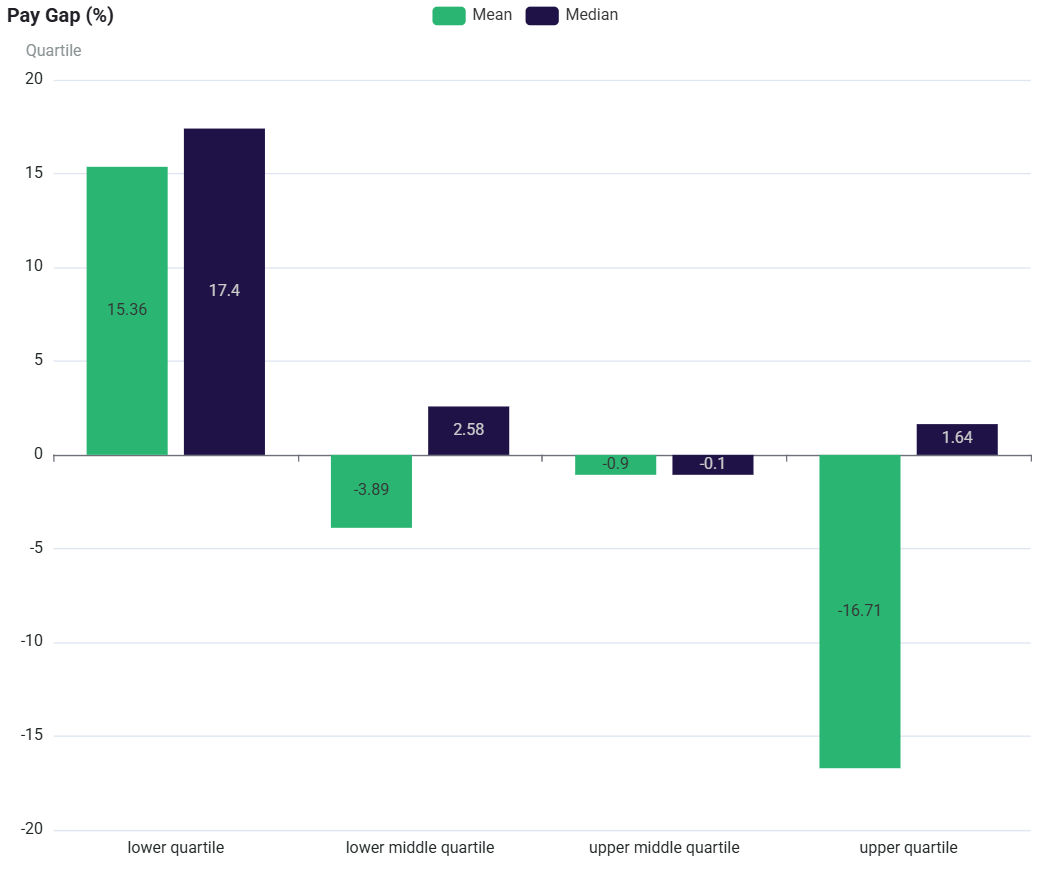 Pay Gap (%)
Mean Median
Quartile
20
15
10
5
0
-5
-10
-15
-20
15.36
17.4
-3.89
2.58
-0.9
-0.1
-16.71
1.64
lower quartile
lower middle quartile
upper middle quartile
upper quartile